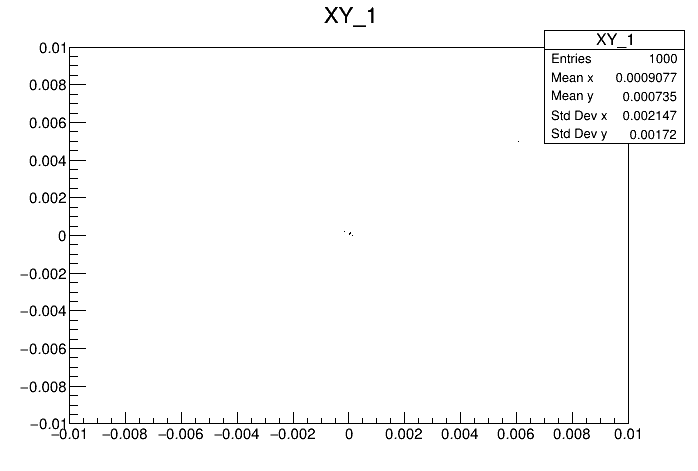 XY_1
XY_1
Entries 1000
Mean x 0.0009077
Mean y 0.000735
Std Dev x 0.002147
Std Dev y 0.00172
0.01
0.008
0.006
0.004
0.002
0
−0.002
−0.004
−0.006
−0.008
−0.01
−0.01 −0.008 −0.006 −0.004 −0.002 0 0.002 0.004 0.006 0.008 0.01